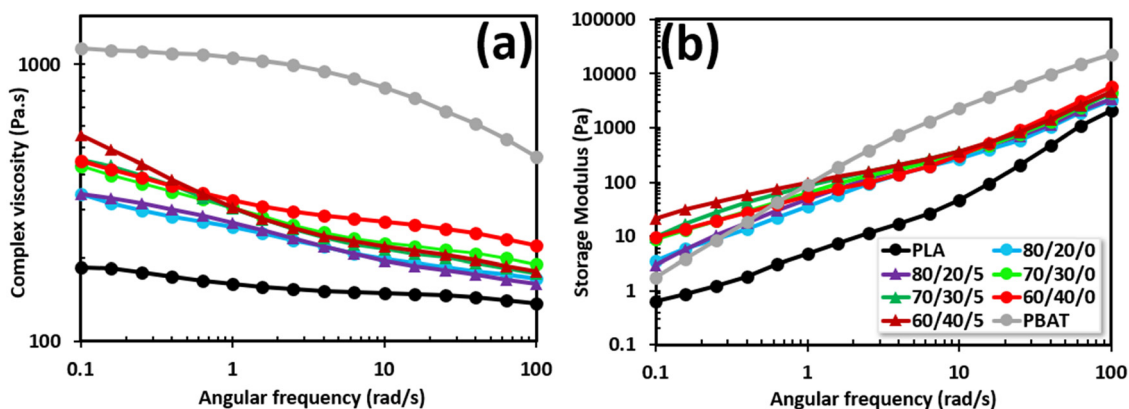 (a)
Complex viscosity (Pa.s)
1000
100
0.1 1 10 100
Angular frequency (rad/s)
(b)
Storage Modulus (Pa)
100000
10000
1000
100
10
1
0.1
PLA 80/20/0
80/20/5 70/30/0
70/30/5 60/40/0
60/40/5 PBAT
0.1 1 10 100
Angular frequency (rad/s)